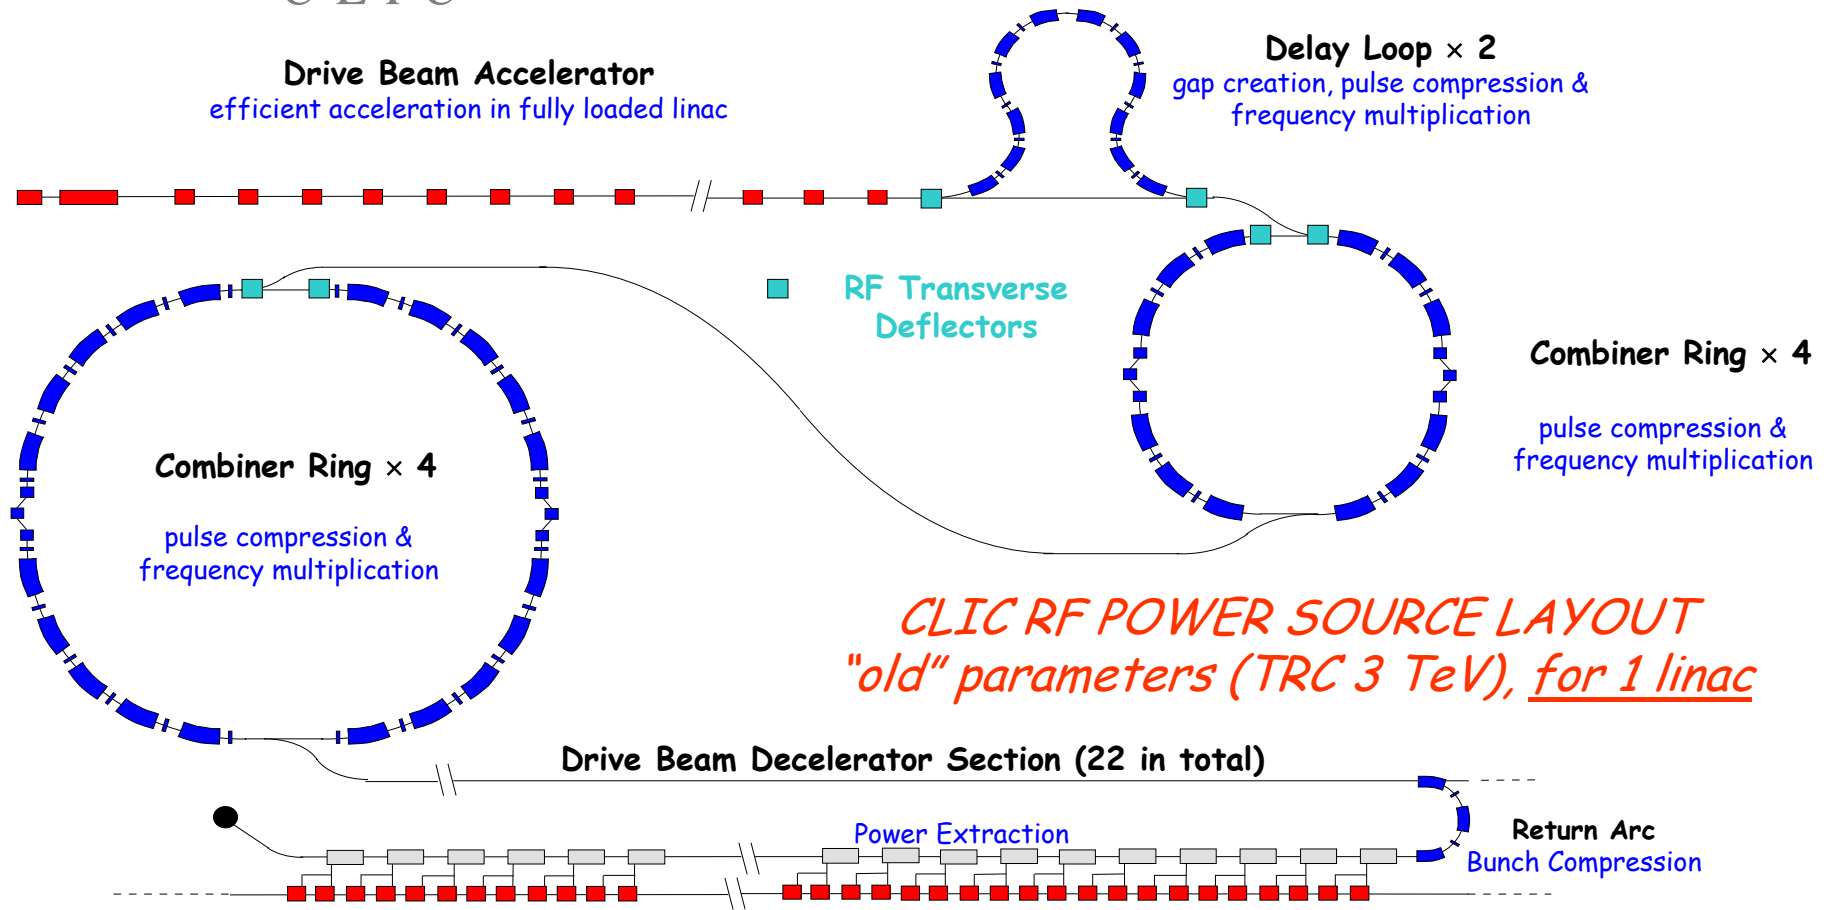 C L I C
Drive Beam Accelerator
efficient acceleration in fully loaded linac
Delay Loop × 2
gap creation, pulse compression &
frequency multiplication
RF Transverse
Deflectors
Combiner Ring × 4
pulse compression &
frequency multiplication
Combiner Ring × 4
pulse compression &
frequency multiplication
CLIC RF POWER SOURCE LAYOUT
“old” parameters (TRC 3 TeV), for 1 linac
Drive Beam Decelerator Section (22 in total)
Power Extraction
Return Arc
Bunch Compression